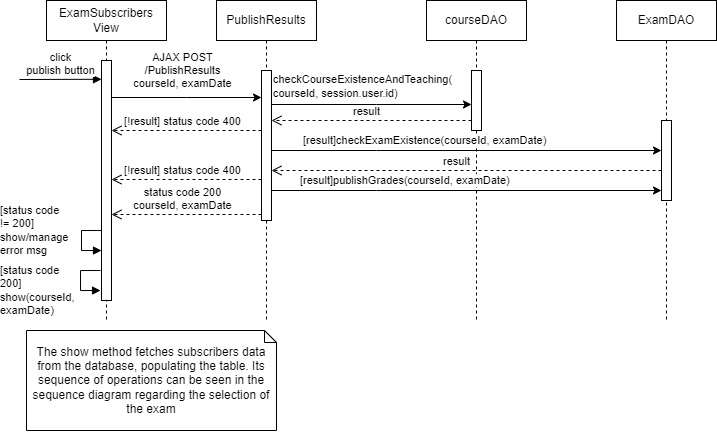 ExamSubscribers
View
PublishResults
courseDAO
ExamDAO
click
publish button
AJAX POST
/PublishResults
courseId, examDate
checkCourseExistenceAndTeaching(
courseId, session.user.id)
result
[!result] status code 400
[result]checkExamExistence(courseId, examDate)
result
[!result] status code 400
[result]publishGrades(courseId, examDate)
status code 200
courseId, examDate
[status code
!= 200]
show/manage
error msg
[status code
200]
show(courseId,
examDate)
The show method fetches subscribers data
from the database, populating the table. Its
sequence of operations can be seen in the
sequence diagram regarding the selection of
the exam